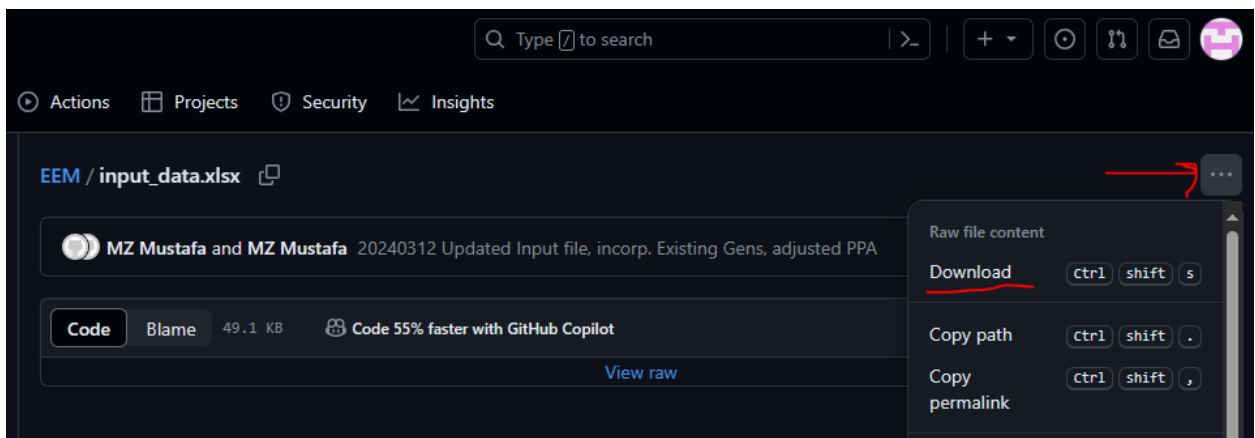 Type / to search
Actions Projects Security Insights
EEM / input_data.xlsx
MZ Mustafa and MZ Mustafa 20240312 Updated Input file, incorp. Existing Gens, adjusted PPA
Code Blame 49.1 KB Code 55% faster with GitHub Copilot
View raw
Raw file content
Download Ctrl shift s
Copy path Ctrl shift .
Copy Ctrl shift ,
permalink